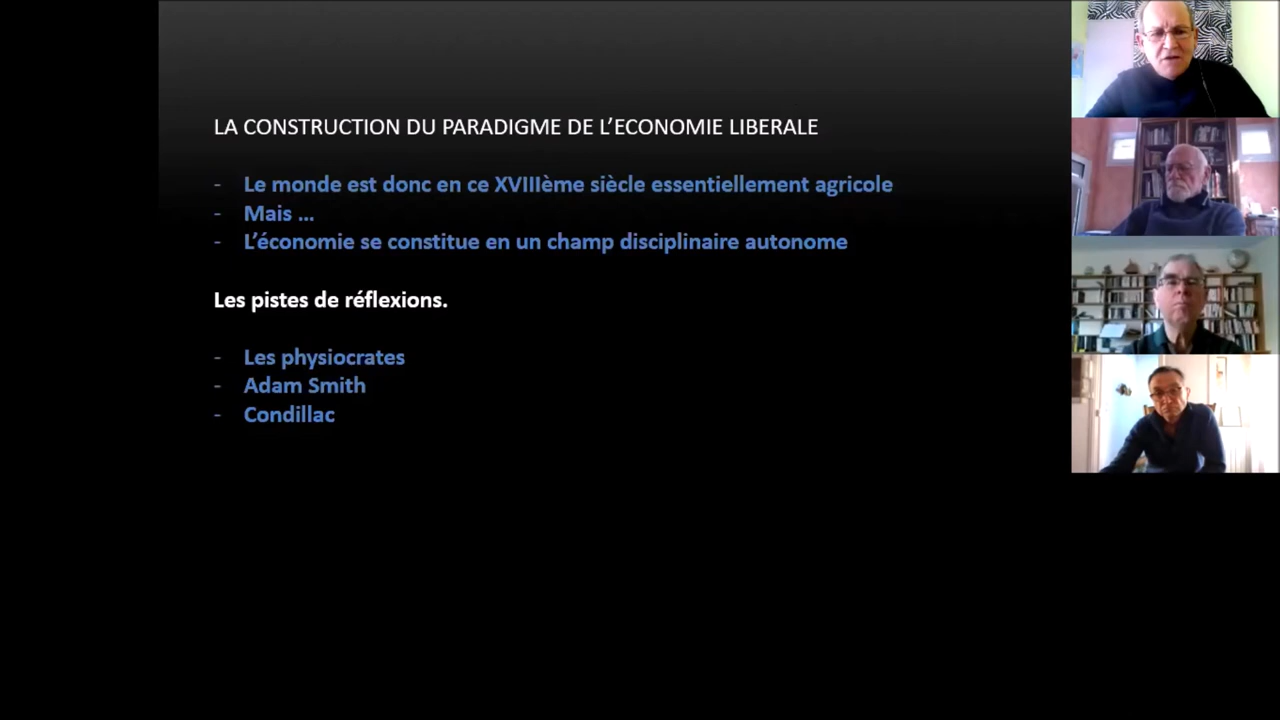 LA CONSTRUCTION DU PARADIGME DE L’ECONOMIE LIBERALE
- Le monde est donc en ce XVIIIème siècle essentiellement agricole
- Mais ...
- L’économie se constitue en un champ disciplinaire autonome
Les pistes de réflexions.
- Les physiocrates
- Adam Smith
- Condillac